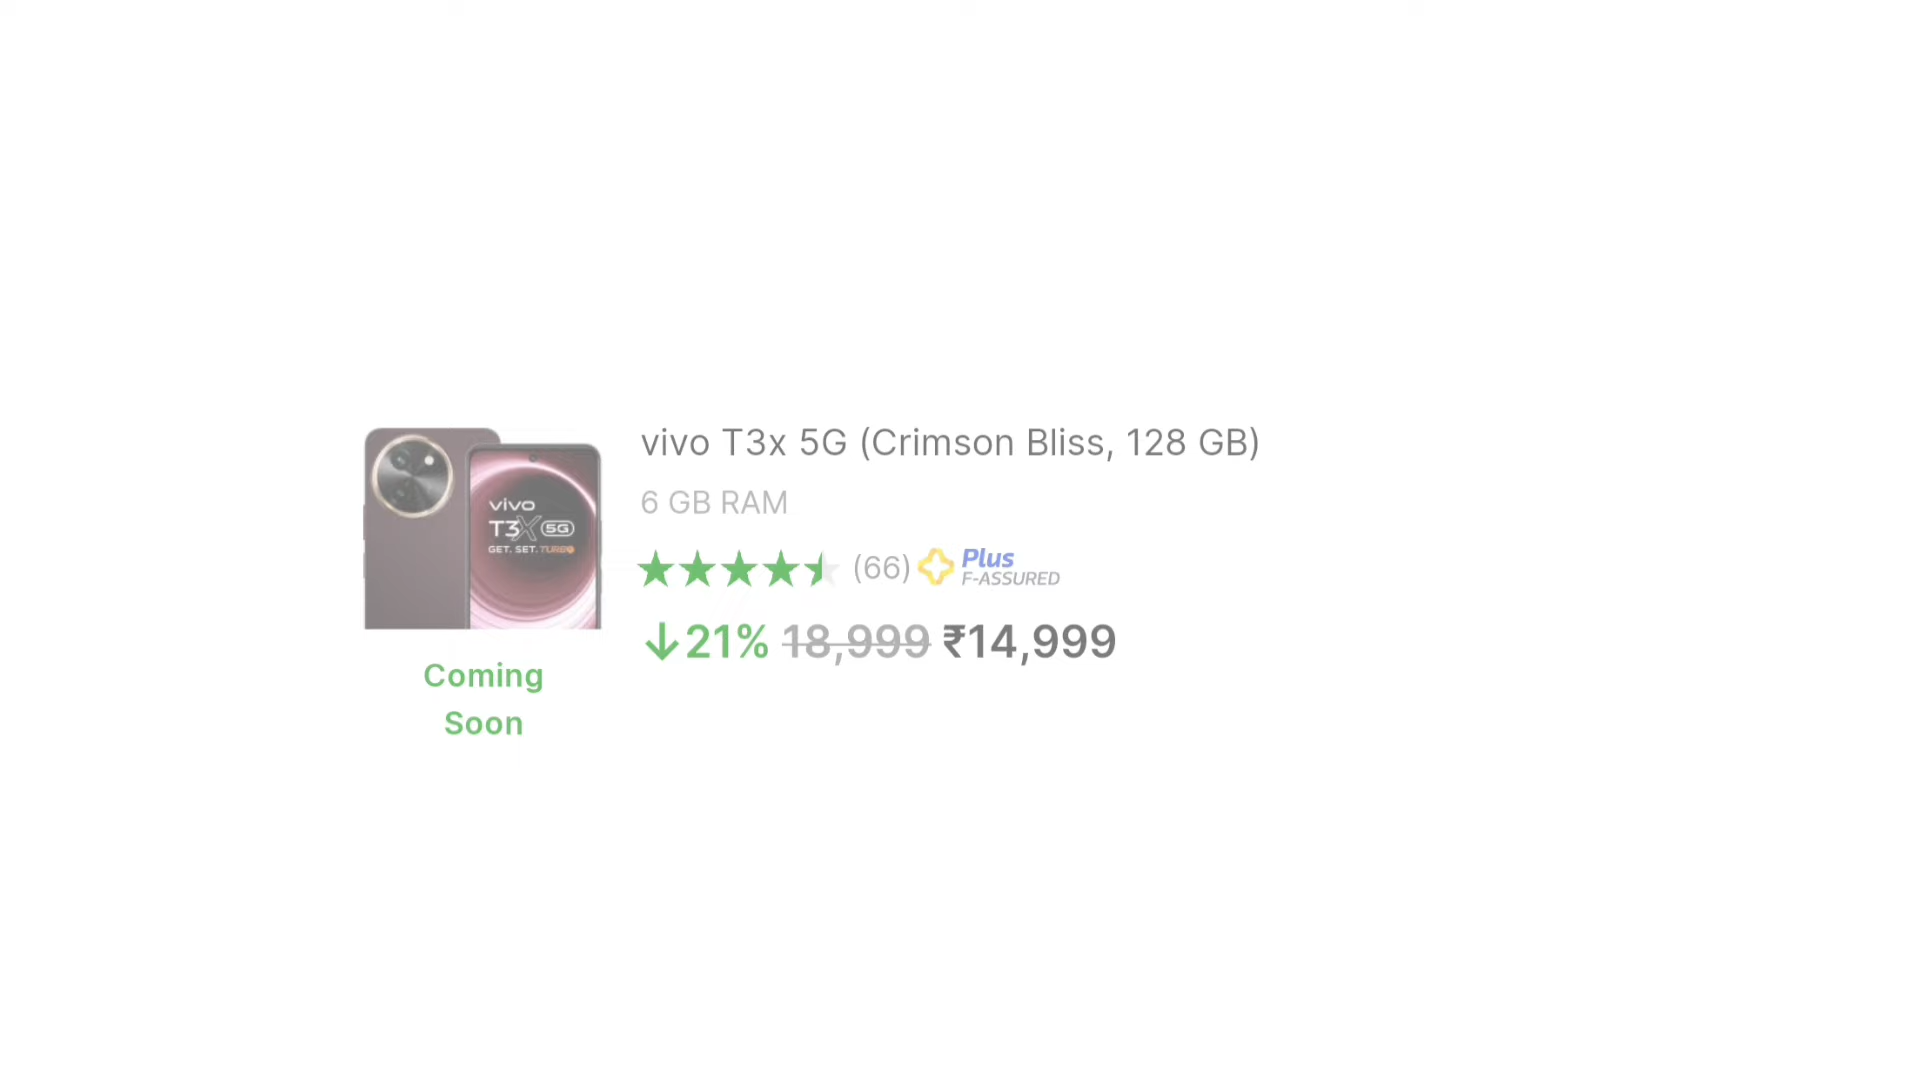 vivo T3x 5G (Crimson Bliss, 128 GB)
6 GB RAM
(66) Plus
F-ASSURED
↓21% 18,999 ₹14,999
vivo
T3X 5G
GET. SET. TURBO
Coming
Soon